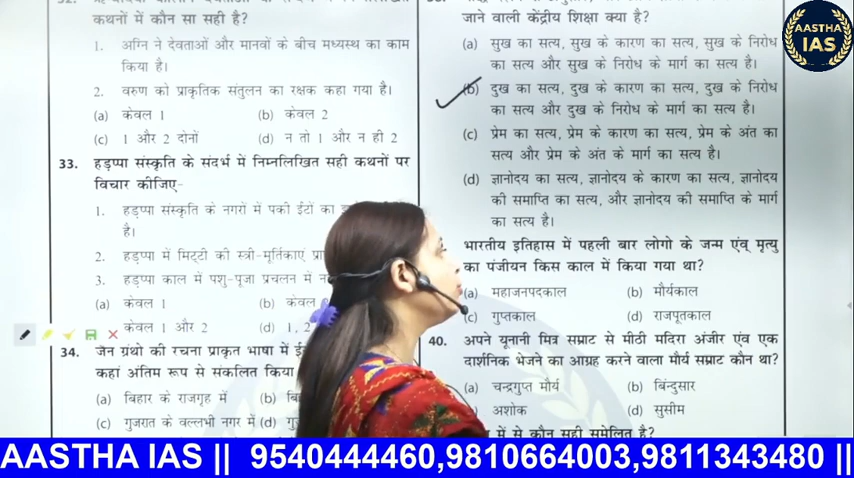 कथनों में कौन सा सही है?
1. अग्नि ने देवताओं और मानवों के बीच मध्यस्थ का काम
किया है।
2. वरुण को प्राकृतिक संतुलन का रक्षक कहा गया है।
(a) केवल 1 (b) केवल 2
(c) 1 और 2 दोनों (d) न तो 1 और न ही 2
33. हड़प्पा संस्कृति के संदर्भ में निम्नलिखित सही कथनों पर
विचार कीजिए-
1. हड़प्पा संस्कृति के नगरों में पकी ईंटों का
है।
2. हड़प्पा में मिट्टी की स्त्री-मूर्तिकाएं
3. हड़प्पा काल में पशु-पूजा प्रचलन में
(a) केवल 1 (b) केवल
केवल 1 और 2 (d) 1, 2
34. जैन ग्रंथो की रचना प्राकृत भाषा में
कहां अंतिम रूप से संकलित किया
(a) बिहार के राजगृह में (b)
(c) गुजरात के वल्लभी नगर में (d)
जाने वाली केंद्रीय शिक्षा क्या है?
(a) सुख का सत्य, सुख के कारण का सत्य, सुख के निरोध
का सत्य और सुख के निरोध के मार्ग का सत्य है।
(b) दुख का सत्य, दुख के कारण का सत्य, दुख के निरोध
का सत्य और दुख के निरोध के मार्ग का सत्य है।
(c) प्रेम का सत्य, प्रेम के कारण का सत्य, प्रेम के अंत का
सत्य और प्रेम के अंत के मार्ग का सत्य है।
(d) ज्ञानोदय का सत्य, ज्ञानोदय के कारण का सत्य, ज्ञानोदय
की समाप्ति का सत्य, और ज्ञानोदय की समाप्ति के मार्ग
का सत्य है।
भारतीय इतिहास में पहली बार लोगो के जन्म एंव् मृत्यु
का पंजीयन किस काल में किया गया था?
(a) महाजनपदकाल (b) मौर्यकाल
(c) गुप्तकाल (d) राजपूतकाल
40. अपने यूनानी मित्र सम्राट से मीठी मदिरा अंजीर एंव एक
दार्शनिक भेजने का आग्रह करने वाला मौर्य सम्राट कौन था?
(a) चन्द्रगुप्त मौर्य (b) बिंन्दुसार
अशोक (d) सुसीम
में से कौन सही सुमेलित है?
AASTHA
IAS
AASTHA IAS || 9540444460,9810664003,9811343480 ||